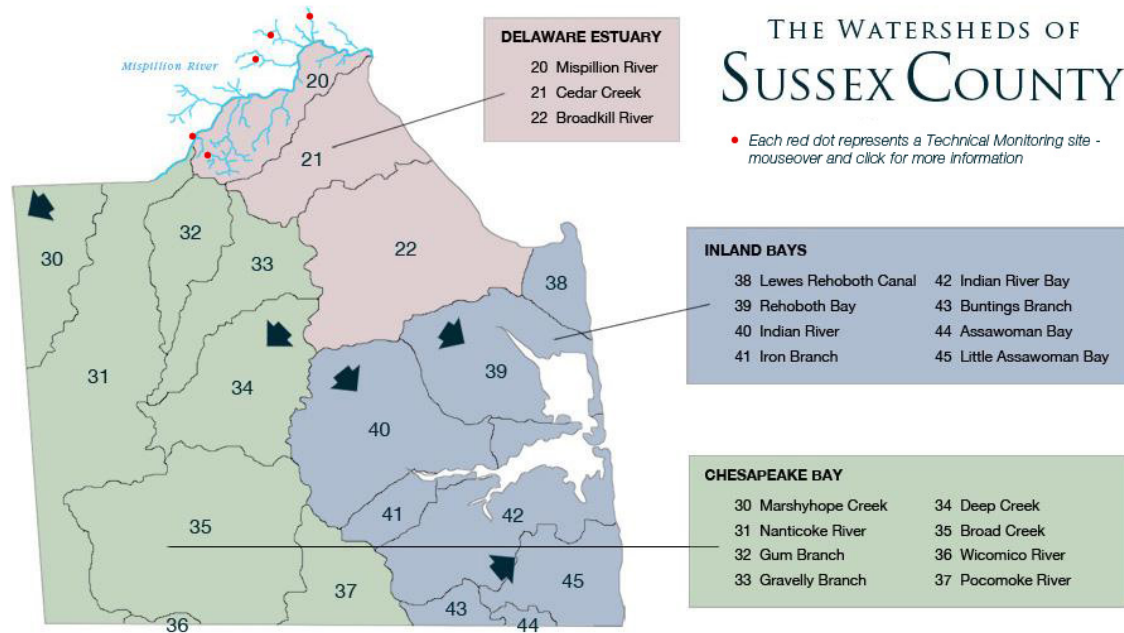 THE WATERSHEDS OF
SUSSEX COUNTY
Each red dot represents a Technical Monitoring site -
mouseover and click for more information
Mispillion River
DELAWARE ESTUARY
20 Mispillion River
21 Cedar Creek
22 Broadkill River
INLAND BAYS
38 Lewes Rehoboth Canal
39 Rehoboth Bay
40 Indian River
41 Iron Branch
42 Indian River Bay
43 Buntings Branch
44 Assawoman Bay
45 Little Assawoman Bay
CHESAPEAKE BAY
30 Marshyhope Creek
31 Nanticoke River
32 Gum Branch
33 Gravelly Branch
34 Deep Creek
35 Broad Creek
36 Wicomico River
37 Pocomoke River
20
21
22
30
31
32
33
34
35
36
37
38
39
40
41
42
43
44
45